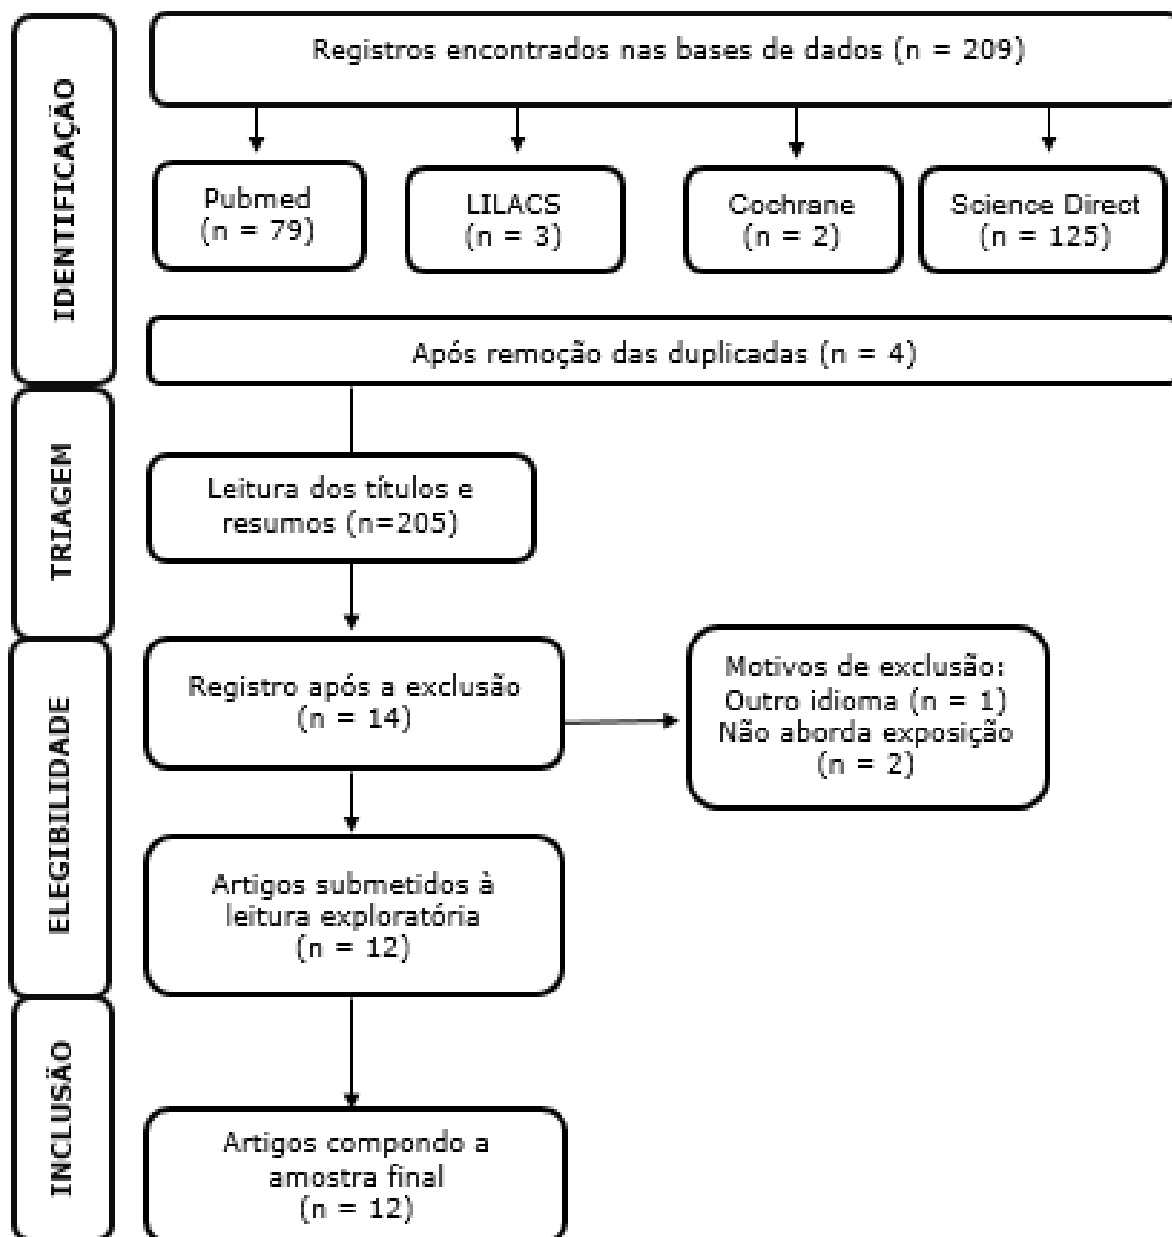 IDENTIFICAÇÃO
Registros encontrados nas bases de dados (n = 209)
Pubmed
(n = 79)
LILACS
(n = 3)
Cochrane
(n = 2)
Science Direct
(n = 125)
Após remoção das duplicadas (n = 4)
TRIAGEM
Leitura dos títulos e
resumos (n=205)
ELEGIBILIDADE
Registro após a exclusão
(n = 14)
Motivos de exclusão:
Outro idioma (n = 1)
Não aborda exposição
(n = 2)
Artigos submetidos à
leitura exploratória
(n = 12)
INCLUSÃO
Artigos compondo a
amostra final
(n = 12)